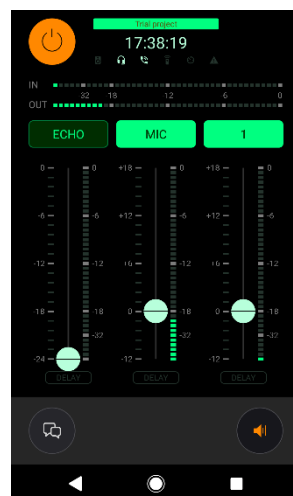 Trial project
17:38:19
IN
32 18 12 6 0
OUT
ECHO MIC 1
0 0 +18 0 +18 0
-6 -6 +12 -6 +12 -6
-12 -12 +6 -12 +6 -12
-18 -18 0 -18 0 -18
-32 -32 -32
-24 -12 -12
DELAY DELAY DELAY